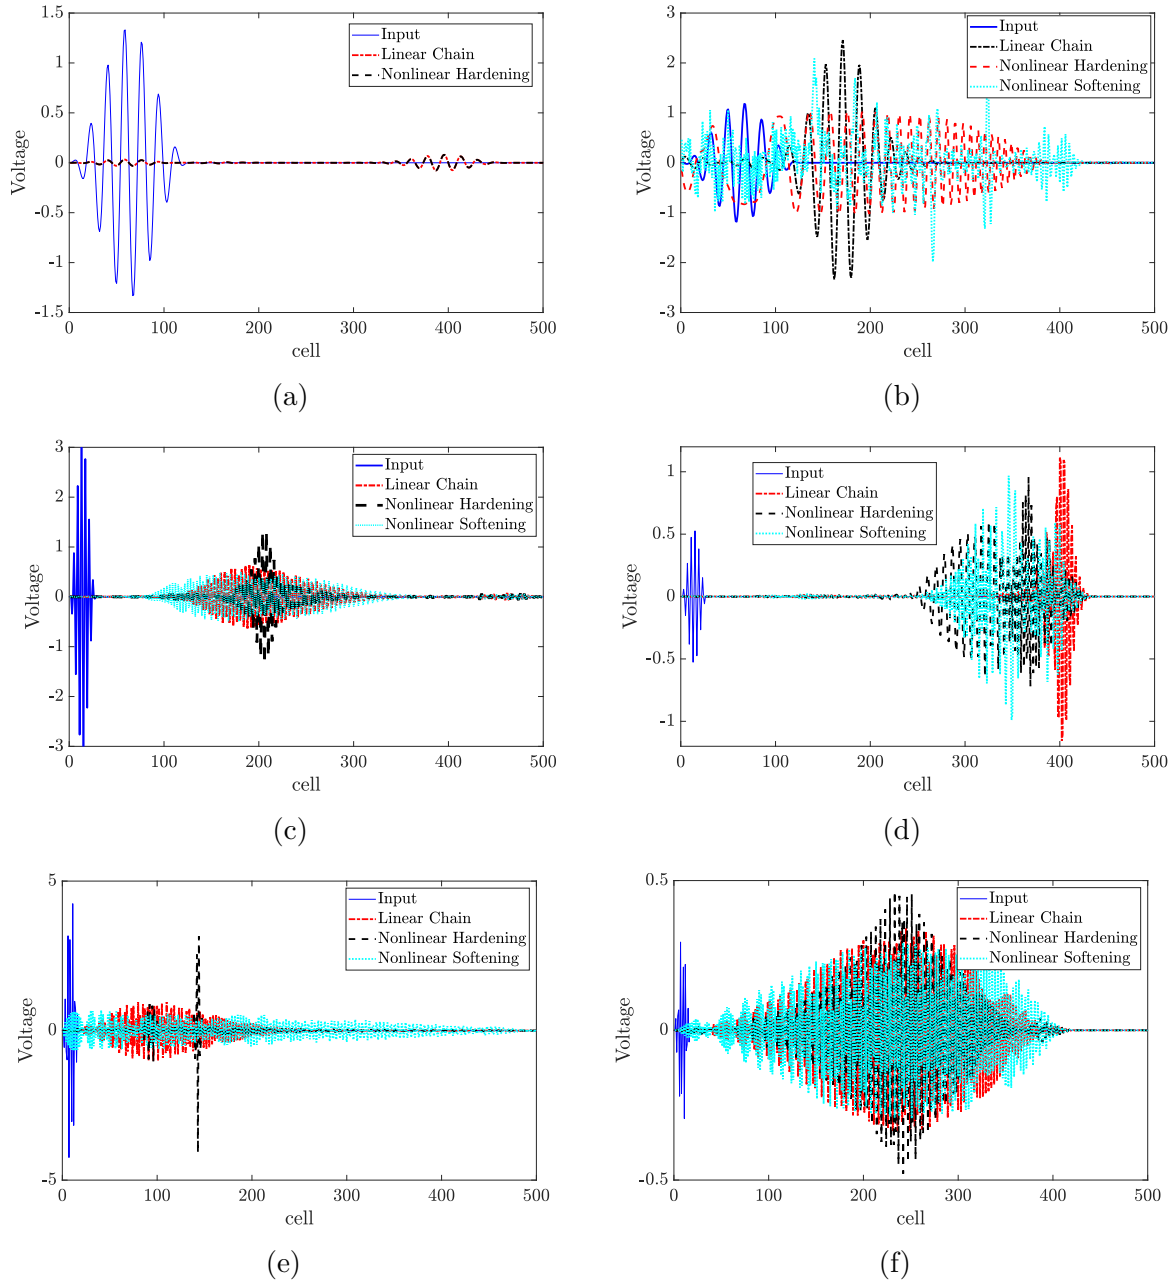 1.5
1
0.5
0
-0.5
-1
-1.5
Voltage
0
100
200
300
400
500
cell
Input
Linear Chain
Nonlinear Hardening
(a)
3
2
1
0
-1
-2
-3
Voltage
0
100
200
300
400
500
cell
Input
Linear Chain
Nonlinear Hardening
Nonlinear Softening
(b)
3
2
1
0
-1
-2
-3
Voltage
0
100
200
300
400
500
cell
Input
Linear Chain
Nonlinear Hardening
Nonlinear Softening
(c)
1
0.5
0
-0.5
-1
Voltage
0
100
200
300
400
500
cell
Input
Linear Chain
Nonlinear Hardening
Nonlinear Softening
(d)
5
0
-5
Voltage
0
100
200
300
400
500
cell
Input
Linear Chain
Nonlinear Hardening
Nonlinear Softening
(e)
0.5
0
-0.5
Voltage
0
100
200
300
400
500
cell
Input
Linear Chain
Nonlinear Hardening
Nonlinear Softening
(f)